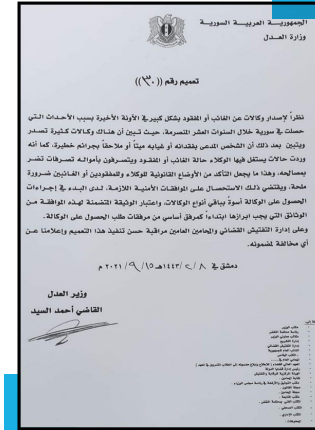 الجمهورية العربية السورية
وزارة العدل
تعميم رقم ((٣٠))
نظراً لإصدار وكالات عن الغائب أو المفقود بشكل كبير في الآونة الأخيرة بسبب الأحداث التي
حصلت في سورية خلال السنوات العشر المنصرمة، حيث تبين أن هناك وكالات كثيرة تصدر
ويتبين بعد ذلك أن الشخص المدعى بفقدانه أو غيابه ميتاً أو ملاحقاً بجرائم خطيرة، كما أنه
وردت حالات يستغل فيها الوكلاء حالة الغائب أو المفقود ويتصرفون بأمواله تصرفات تضر
بمصالحه، وهذا ما يجعل التأكد من الأوضاع القانونية للوكلاء وللمفقودين أو الغائبين ضرورة
ملحة، ويقتضي ذلك الاستحصال على الموافقات الأمنية اللازمة، لدى البدء في إجراءات
الحصول على الوكالة أسوةً بباقي أنواع الوكالات، واعتبار الوثيقة المتضمنة لهذه الموافقة من
الوثائق التي يجب ابرازها ابتداءاً كمرفق أساسي من مرفقات طلب الحصول على الوكالة.
وعلى إدارة التفتيش القضائي والمحامين العامين مراقبة حسن تنفيذ هذا التعميم وإعلامنا عن
أي مخالفة لمضمونه.
دمشق في ٨ / ٢ / ١٤٤٣هـ ١٥ / ٩ / ٢٠٢١ م
وزير العدل
القاضي أحمد السيد